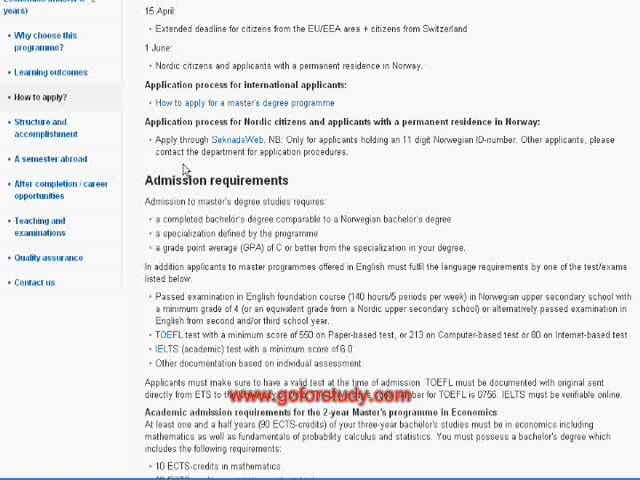 years)
Why choose this
programme?
Learning outcomes
How to apply?
Structure and
accomplishment
A semester abroad
After completion / career
opportunities
Teaching and
examinations
Quality assurance
Contact us
15 April:
Extended deadline for citizens from the EU/EEA area + citizens from Switzerland
1 June:
Nordic citizens and applicants with a permanent residence in Norway.
Application process for international applicants:
How to apply for a master's degree programme
Application process for Nordic citizens and applicants with a permanent residence in Norway:
Apply through SøknadsWeb. NB: Only for applicants holding an 11 digit Norwegian ID-number. Other applicants, please
contact the department for application procedures.
Admission requirements
Admission to master's degree studies requires:
a completed bachelor's degree comparable to a Norwegian bachelor's degree
a specialization defined by the programme
a grade point average (GPA) of C or better from the specialization in your degree.
In addition applicants to master programmes offered in English must fulfil the language requirements by one of the test/exams
listed below.
Passed examination in English foundation course (140 hours/5 periods per week) in Norwegian upper secondary school with
a minimum grade of 4 (or an equivalent grade from a Nordic upper secondary school) or alternatively passed examination in
English from second and/or third school year.
TOEFL test with a minimum score of 550 on Paper-based test, or 213 on Computer-based test or 80 on Internet-based test
IELTS (academic) test with a minimum score of 6.0.
Other documentation based on individual assessment.
Applicants must make sure to have a valid test at the time of admission. TOEFL must be documented with original sent
directly from ETS to the for TOEFL is 0756. IELTS must be verifiable online.
www.goforstudy.com
Academic admission requirements for the 2-year Master's programme in Economics
At least one and a half years (90 ECTS-credits) of your three-year bachelor's studies must be in economics including
mathematics as well as fundamentals of probability calculus and statistics. You must possess a bachelor's degree which
includes the following requirements:
10 ECTS-credits in mathematics